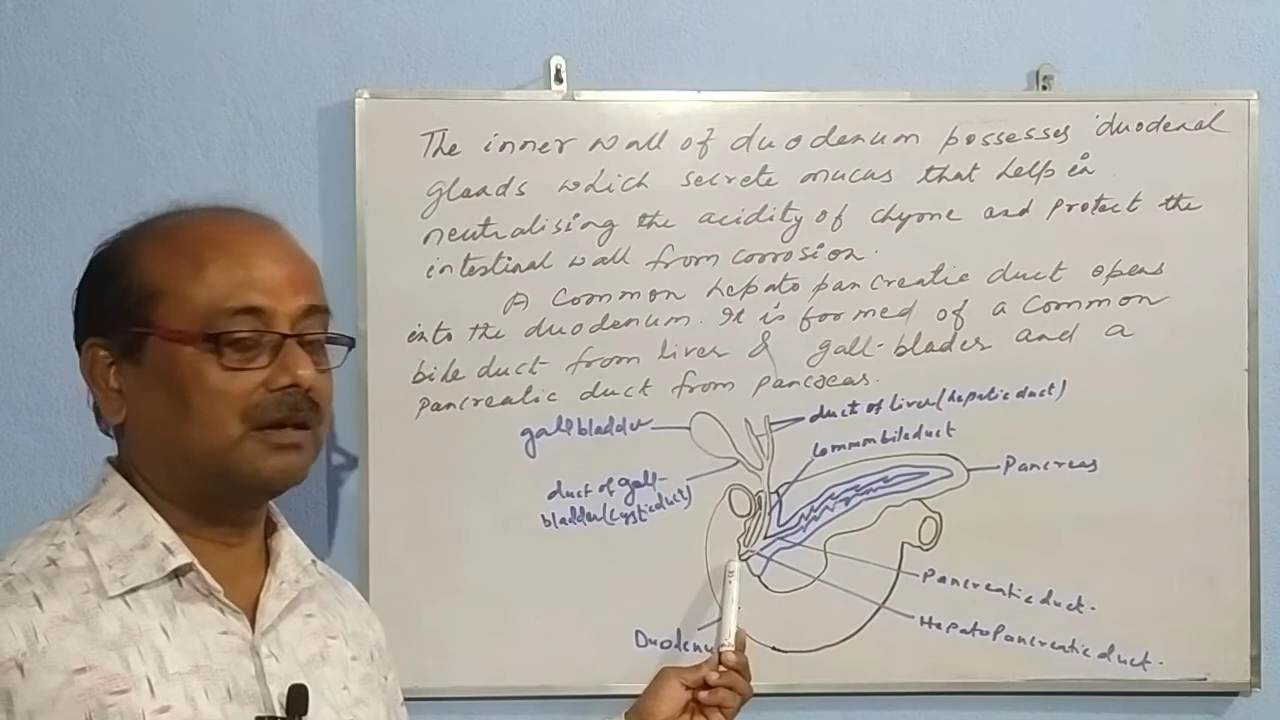 The inner wall of duodenum possesses duodenal
glands which secrete mucus that help in
neutralising the acidity of chyme and protect the
intestinal wall from corrosion.
A common hepato pancreatic duct opens
into the duodenum. It is formed of a common
bile duct from liver & gall-blader and a
Pancreatic duct from pancreas.
gall bladder
duct of liver (hepatic duct)
Common bile duct
Pancreas
duct of gall-
bladder (cystic duct)
Pancreatic duct.
Hepato Pancreatic duct.
Duodenu